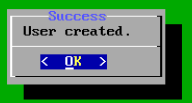 Success
User created.
< OK >